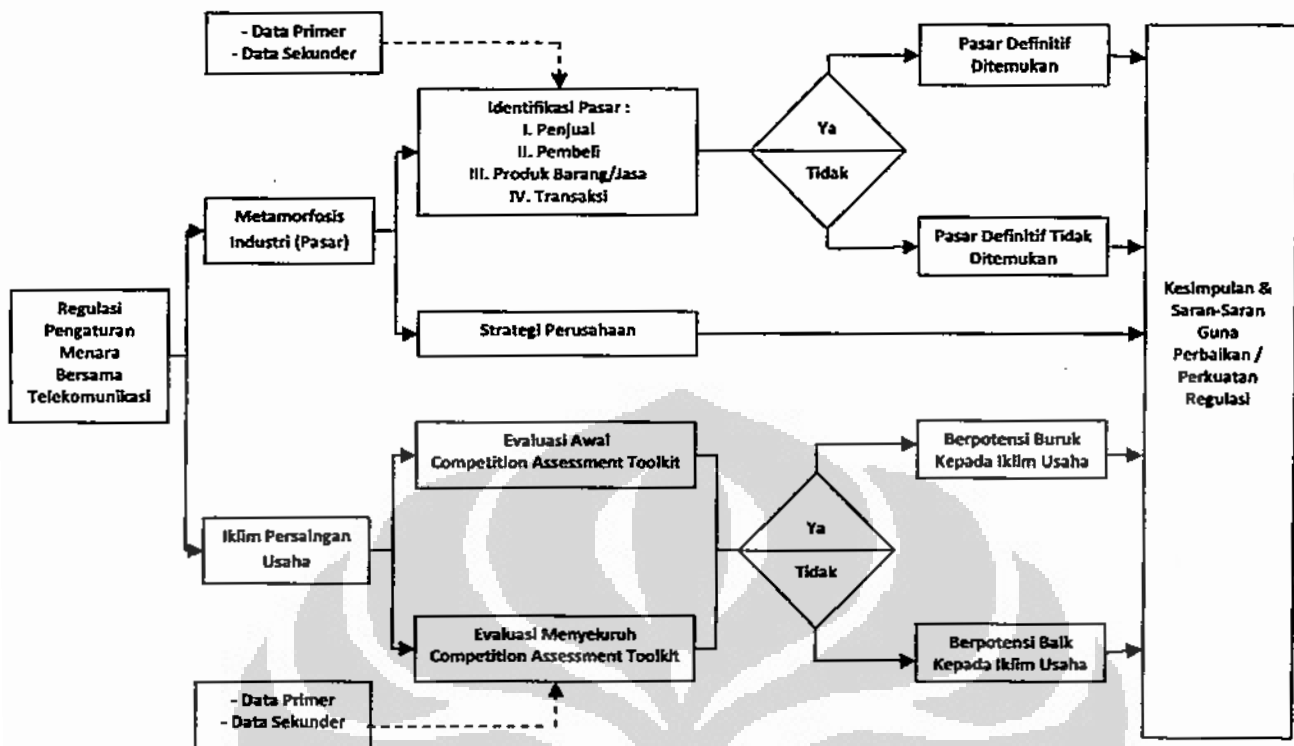 - Data Primer
- Data Sekunder
Pasar Definitif
Ditemukan
Identifikasi Pasar :
I. Penjual
II. Pembeli
III. Produk Barang/Jasa
IV. Transaksi
Ya
Tidak
Metamorfosis
Industri (Pasar)
Pasar Definitif Tidak
Ditemukan
Regulasi
Pengaturan
Menara
Bersama
Telekomunikasi
Strategi Perusahaan
Kesimpulan &
Saran-Saran
Guna
Perbaikan /
Perkuatan
Regulasi
Evaluasi Awal
Competition Assessment Toolkit
Berpotensi Buruk
Kepada Iklim Usaha
Iklim Persaingan
Usaha
Ya
Tidak
Evaluasi Menyeluruh
Competition Assessment Toolkit
Berpotensi Baik
Kepada Iklim Usaha
- Data Primer
- Data Sekunder